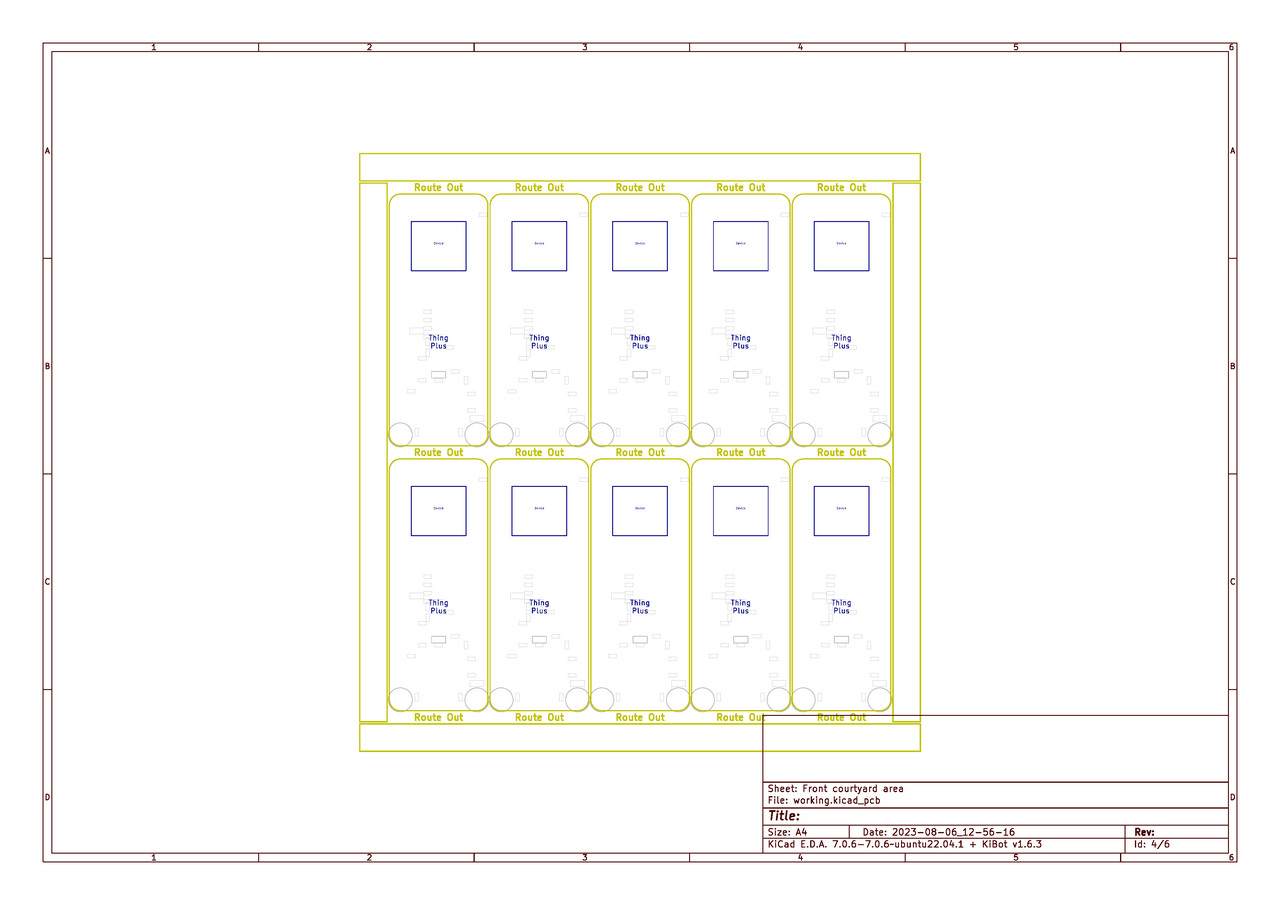 1 2 3 4 5 6
A A
Route Out Route Out Route Out Route Out Route Out
Device Device Device Device Device
Thing Thing Thing Thing Thing
Plus Plus Plus Plus Plus
B B
Route Out Route Out Route Out Route Out Route Out
Device Device Device Device Device
C C
Thing Thing Thing Thing Thing
Plus Plus Plus Plus Plus
Route Out Route Out Route Out Route Out Route Out
Sheet: Front courtyard area
D D
File: working.kicad_pcb
Title:
Size: A4 Date: 2023-08-06_12-56-16 Rev:
KiCad E.D.A. 7.0.6-7.0.6~ubuntu22.04.1 + KiBot v1.6.3 Id: 4/6
1 2 3 4 5 6